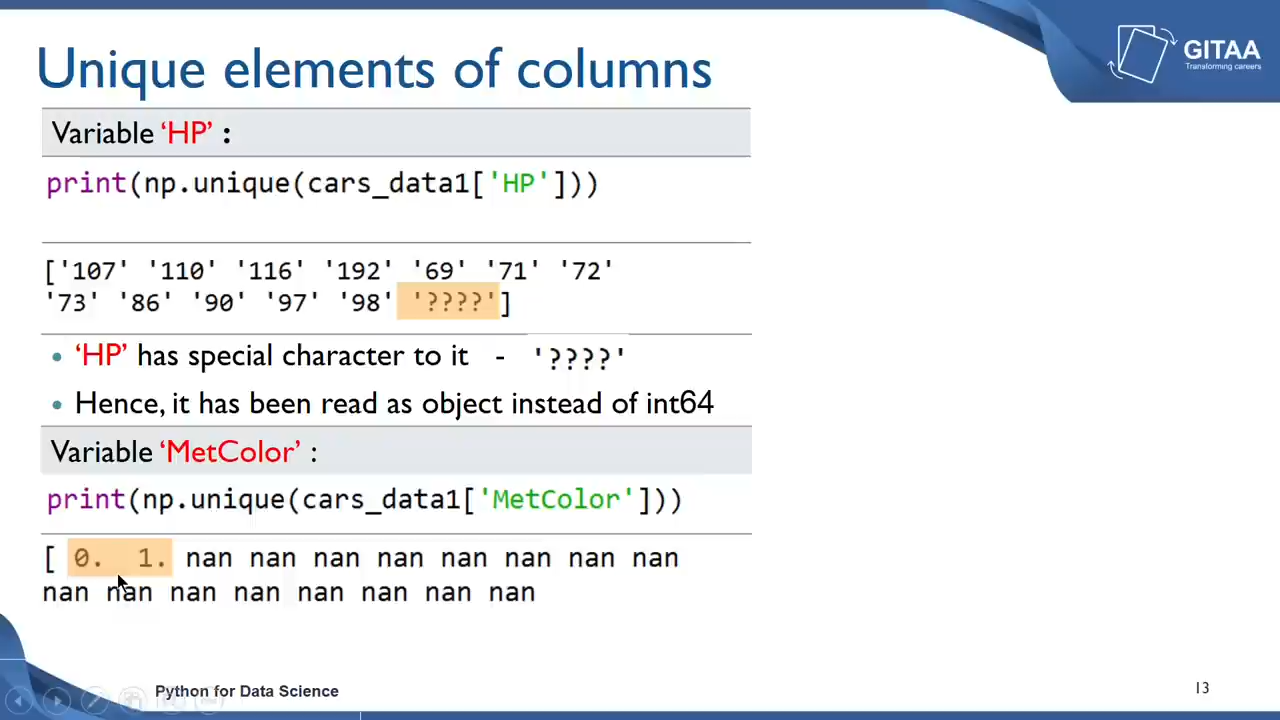 Unique elements of columns
GITAA
Transforming careers
Variable ‘HP’ :
print(np.unique(cars_data1['HP']))
['107' '110' '116' '192' '69' '71' '72'
'73' '86' '90' '97' '98' '????']
• ‘HP’ has special character to it - '????'
• Hence, it has been read as object instead of int64
Variable ‘MetColor’ :
print(np.unique(cars_data1['MetColor']))
[ 0. 1. nan nan nan nan nan nan nan nan
nan nan nan nan nan nan nan nan
Python for Data Science
13